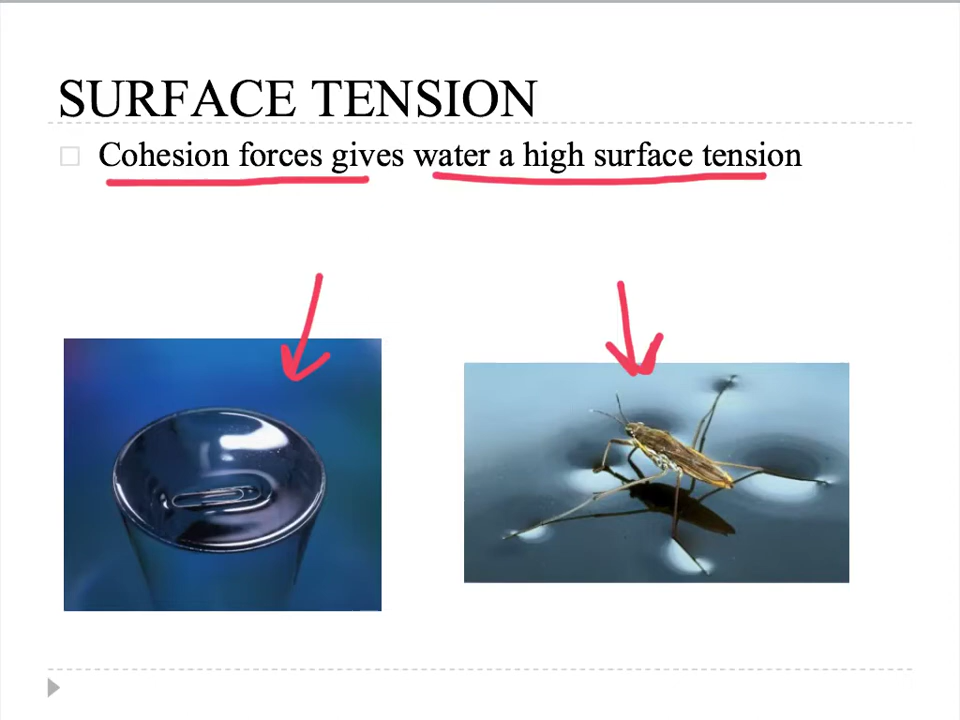 SURFACE TENSION
Cohesion forces gives water a high surface tension